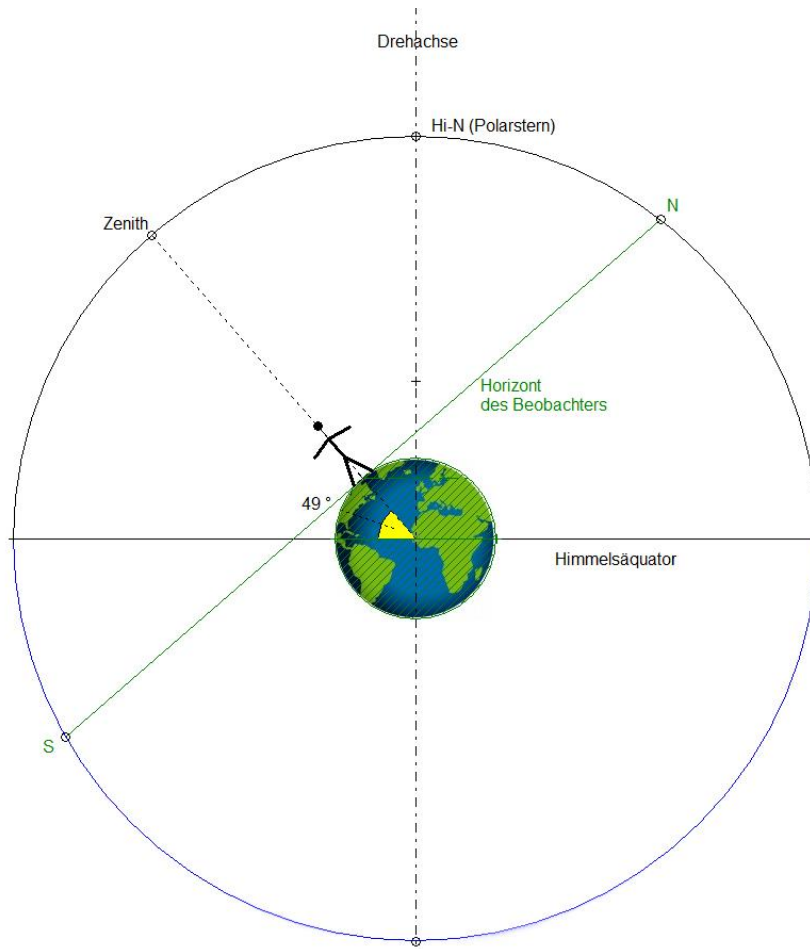 Drehachse
Hi-N (Polarstern)
N
Zenith
Horizont
des Beobachters
49 °
Himmelsäquator
S